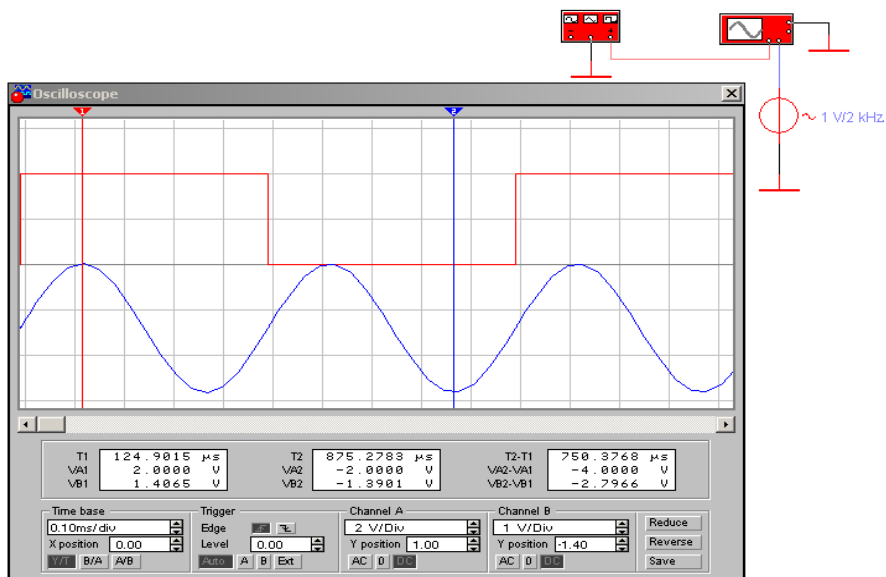 1 V/2 kHz
Oscilloscope
1 2
T1 124.9015 µs T2 875.2783 µs T2-T1 750.3768 µs
VA1 2.0000 V VA2 -2.0000 V VA2-VA1 -4.0000 V
VB1 1.4065 V VB2 -1.3901 V VB2-VB1 -2.7966 V
Time base Trigger Channel A Channel B
0.10ms/div Edge 2 V/Div 1 V/Div Reduce
X position 0.00 Level 0.00 Y position 1.00 Y position -1.40 Reverse
Y/T B/A A/B Auto A B Ext AC 0 DC AC 0 DC Save